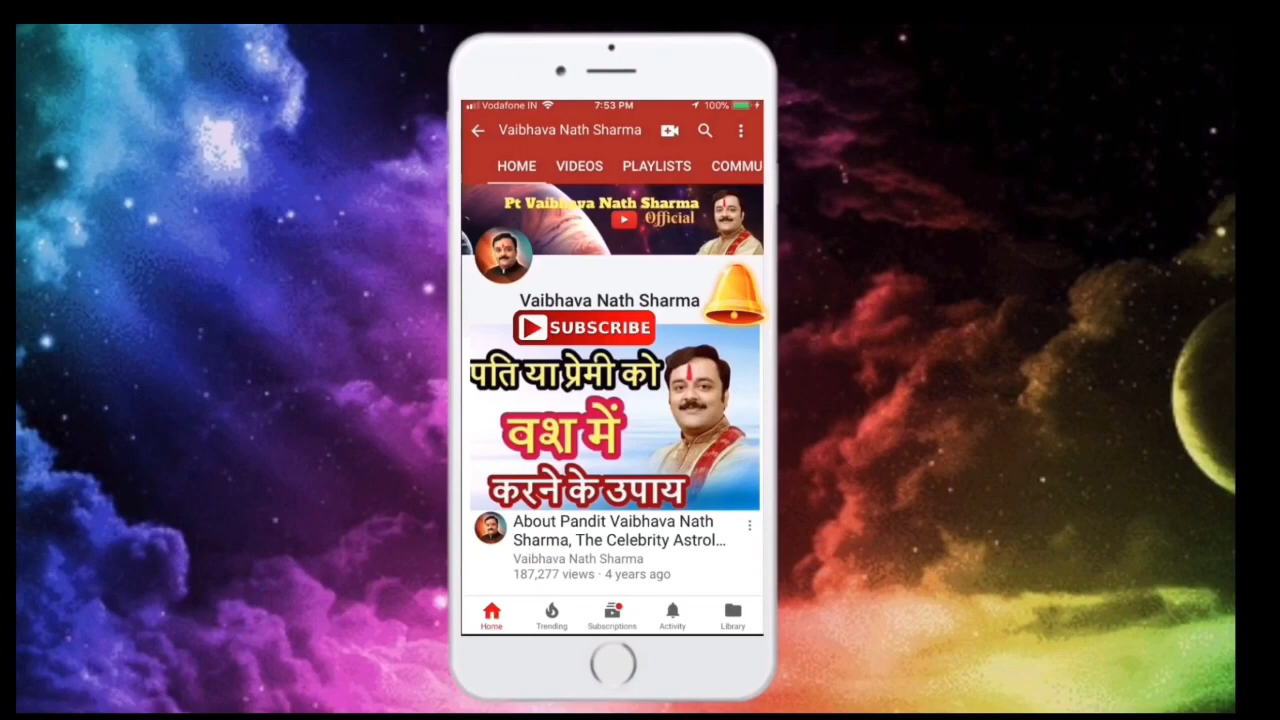 Vodafone IN 7:53 PM 100%
Vaibhava Nath Sharma
HOME VIDEOS PLAYLISTS COMMU
Pt Vaibhava Nath Sharma
Official
Vaibhava Nath Sharma
SUBSCRIBE
पति या प्रेमी को
वश में
करने के उपाय
About Pandit Vaibhava Nath
Sharma, The Celebrity Astrol...
Vaibhava Nath Sharma
187,277 views · 4 years ago
Home Trending Subscriptions Activity Library